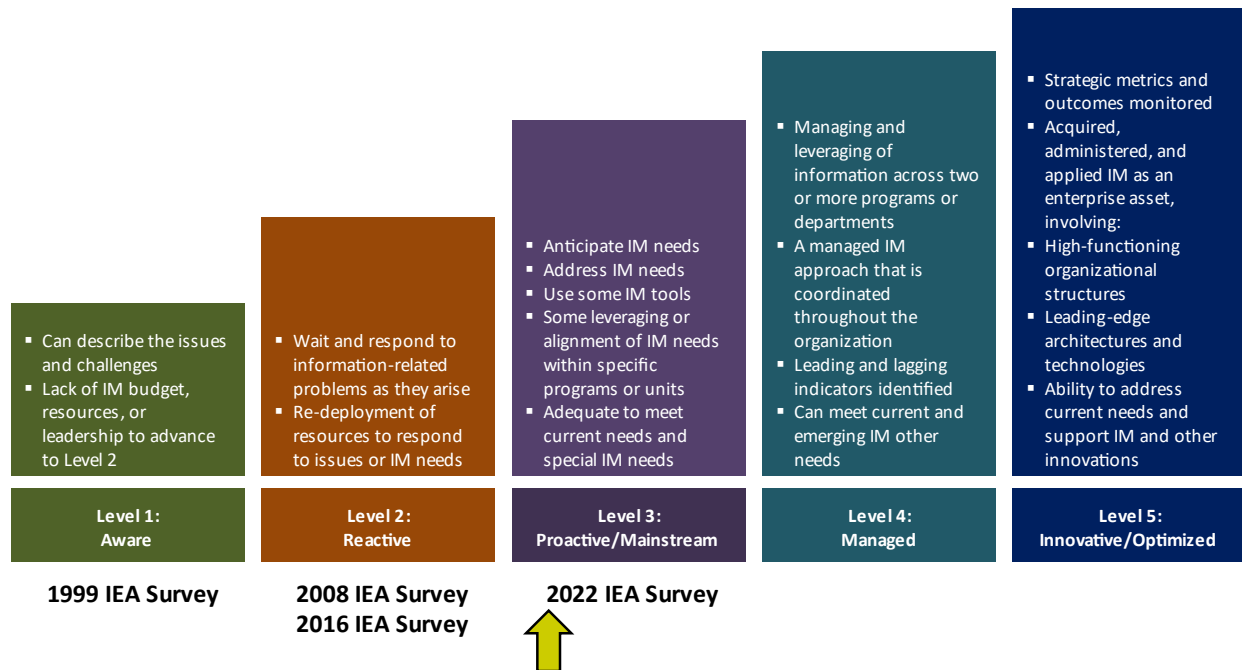 ▪ Can describe the issues
and challenges
▪ Lack of IM budget,
resources, or
leadership to advance
to Level 2
Level 1:
Aware
1999 IEA Survey
▪ Wait and respond to
information-related
problems as they arise
▪ Re-deployment of
resources to respond
to issues or IM needs
Level 2:
Reactive
2008 IEA Survey
2016 IEA Survey
▪ Anticipate IM needs
▪ Address IM needs
▪ Use some IM tools
▪ Some leveraging or
alignment of IM needs
within specific
programs or units
▪ Adequate to meet
current needs and
special IM needs
Level 3:
Proactive/Mainstream
2022 IEA Survey
▪ Managing and
leveraging of
information across two
or more programs or
departments
▪ A managed IM
approach that is
coordinated
throughout the
organization
▪ Leading and lagging
indicators identified
▪ Can meet current and
emerging IM other
needs
Level 4:
Managed
▪ Strategic metrics and
outcomes monitored
▪ Acquired,
administered, and
applied IM as an
enterprise asset,
involving:
▪ High-functioning
organizational
structures
▪ Leading-edge
architectures and
technologies
▪ Ability to address
current needs and
support IM and other
innovations
Level 5:
Innovative/Optimized